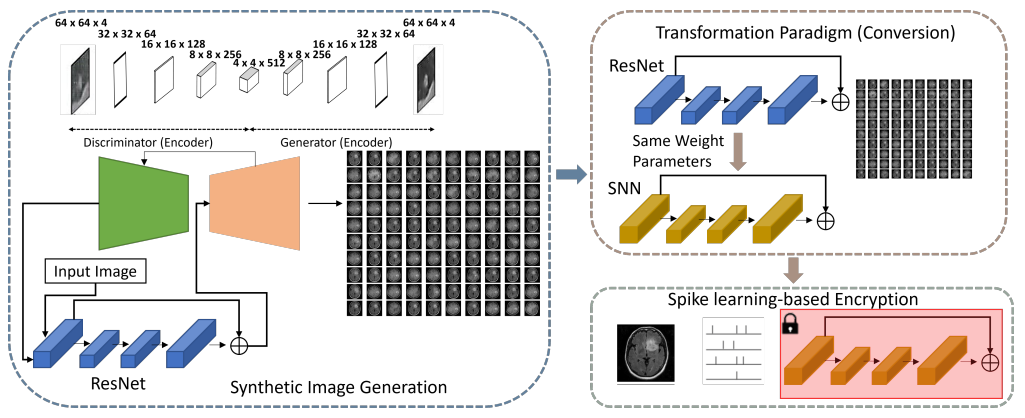 64 x 64 x 4
32 x 32 x 64
16 x 16 x 128
8 x 8 x 256
4 x 4 x 512
8 x 8 x 256
16 x 16 x 128
32 x 32 x 64
64 x 64 x 4
Discriminator (Encoder)
Generator (Encoder)
Input Image
ResNet
Synthetic Image Generation
Transformation Paradigm (Conversion)
ResNet
Same Weight
Parameters
SNN
Spike learning-based Encryption